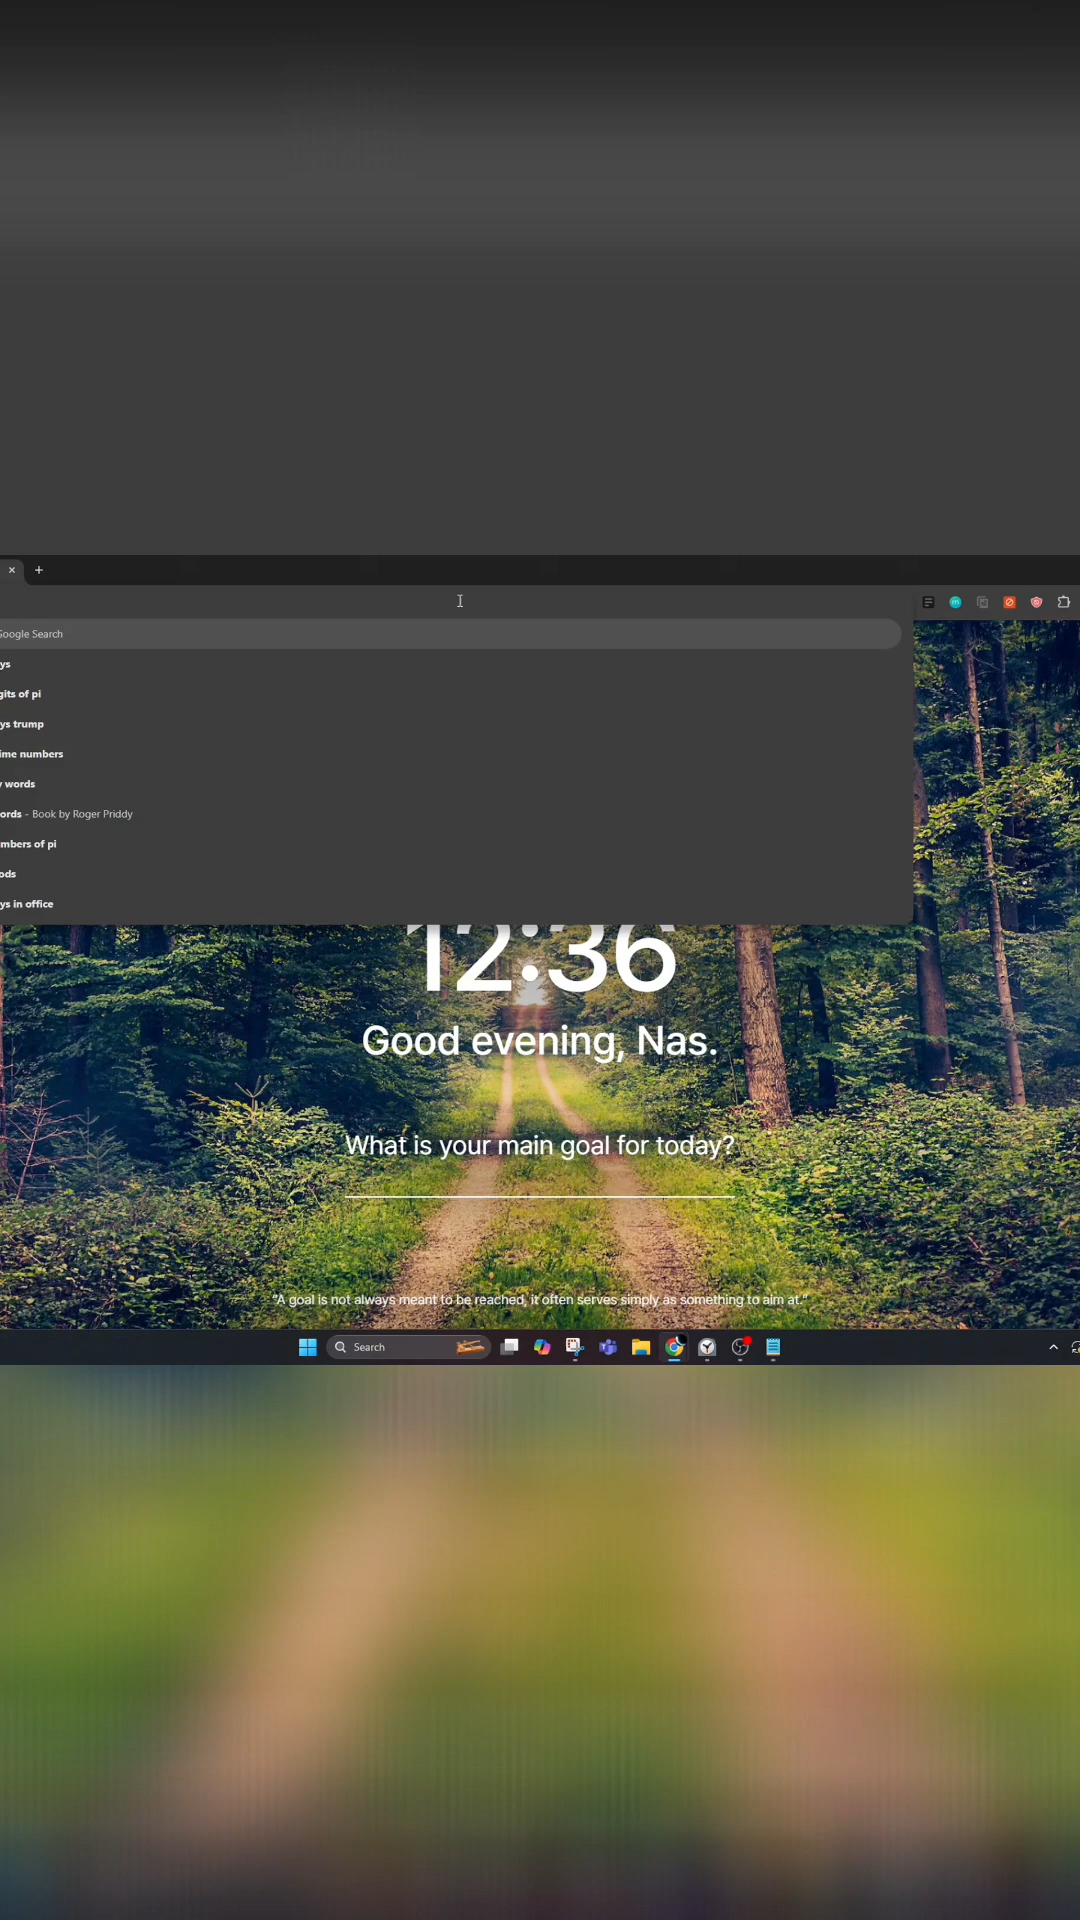 Google Search
ys
gits of pi
ys trump
ime numbers
words
ords - Book by Roger Priddy
mbers of pi
ods
ys in office
12:36
Good evening, Nas.
What is your main goal for today?
"A goal is not always meant to be reached, it often serves simply as something to aim at."
Search